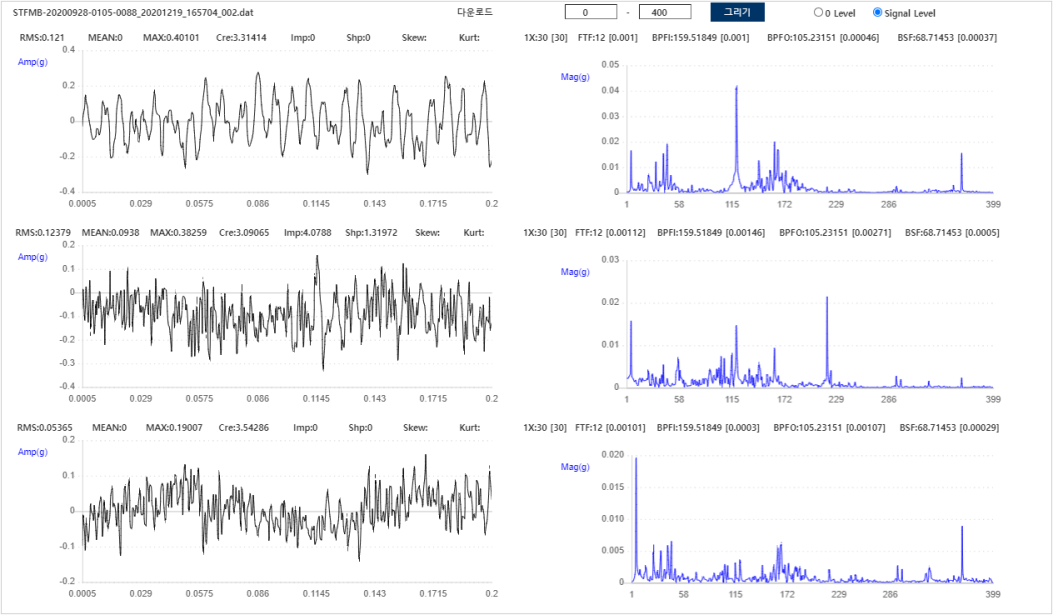 STFMB-20200928-0105-0088_20201219_165704_002.dat 다운로드 0 - 400 그리기 0 Level Signal Level
RMS:0.121 MEAN:0 MAX:0.40101 Cre:3.31414 Imp:0 Shp:0 Skew: Kurt:
Amp(g)
0.4
0.2
0
-0.2
-0.4
0.0005 0.029 0.0575 0.086 0.1145 0.143 0.1715 0.2
1X:30 [30] FTF:12 [0.001] BPFI:159.51849 [0.001] BPFO:105.23151 [0.00046] BSF:68.71453 [0.00037]
Mag(g)
0.05
0.04
0.03
0.02
0.01
0
1 58 115 172 229 286 399
RMS:0.12379 MEAN:0.0938 MAX:0.38259 Cre:3.09065 Imp:4.0788 Shp:1.31972 Skew: Kurt:
Amp(g)
0.2
0.1
0
-0.1
-0.2
-0.3
-0.4
0.0005 0.029 0.0575 0.086 0.1145 0.143 0.1715 0.2
1X:30 [30] FTF:12 [0.00112] BPFI:159.51849 [0.00146] BPFO:105.23151 [0.00271] BSF:68.71453 [0.0005]
Mag(g)
0.03
0.02
0.01
0
1 58 115 172 229 286 399
RMS:0.05365 MEAN:0 MAX:0.19007 Cre:3.54286 Imp:0 Shp:0 Skew: Kurt:
Amp(g)
0.2
0.1
0
-0.1
-0.2
0.0005 0.029 0.0575 0.086 0.1145 0.143 0.1715 0.2
1X:30 [30] FTF:12 [0.00101] BPFI:159.51849 [0.0003] BPFO:105.23151 [0.00107] BSF:68.71453 [0.00029]
Mag(g)
0.020
0.015
0.010
0.005
0
1 58 115 172 229 286 399